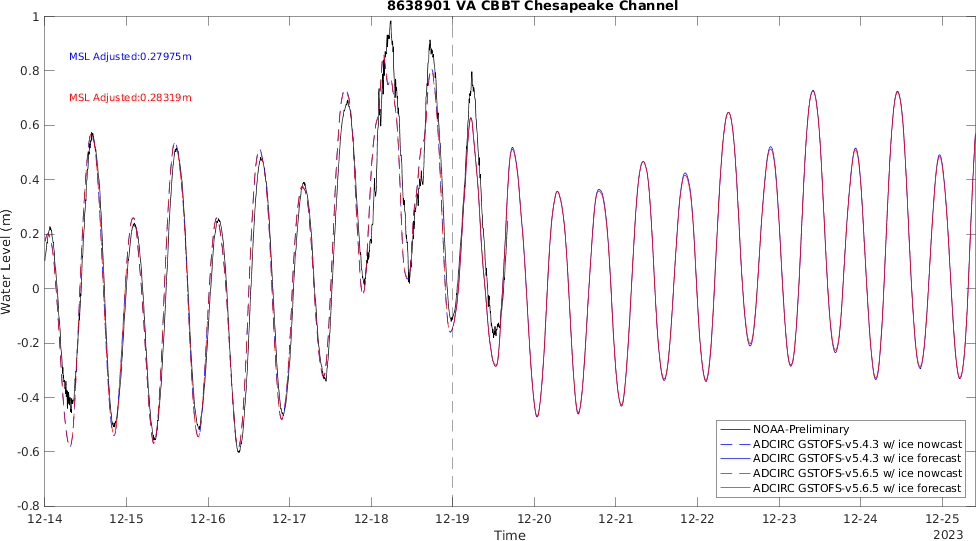 8638901 VA CBBT Chesapeake Channel
MSL Adjusted:0.27975m
MSL Adjusted:0.28319m
Water Level (m)
1
0.8
0.6
0.4
0.2
0
-0.2
-0.4
-0.6
-0.8
NOAA-Preliminary
ADCIRC GSTOFS-v5.4.3 w/ ice nowcast
ADCIRC GSTOFS-v5.4.3 w/ ice forecast
ADCIRC GSTOFS-v5.6.5 w/ ice nowcast
ADCIRC GSTOFS-v5.6.5 w/ ice forecast
12-14 12-15 12-16 12-17 12-18 12-19 12-20 12-21 12-22 12-23 12-24 12-25
Time
2023